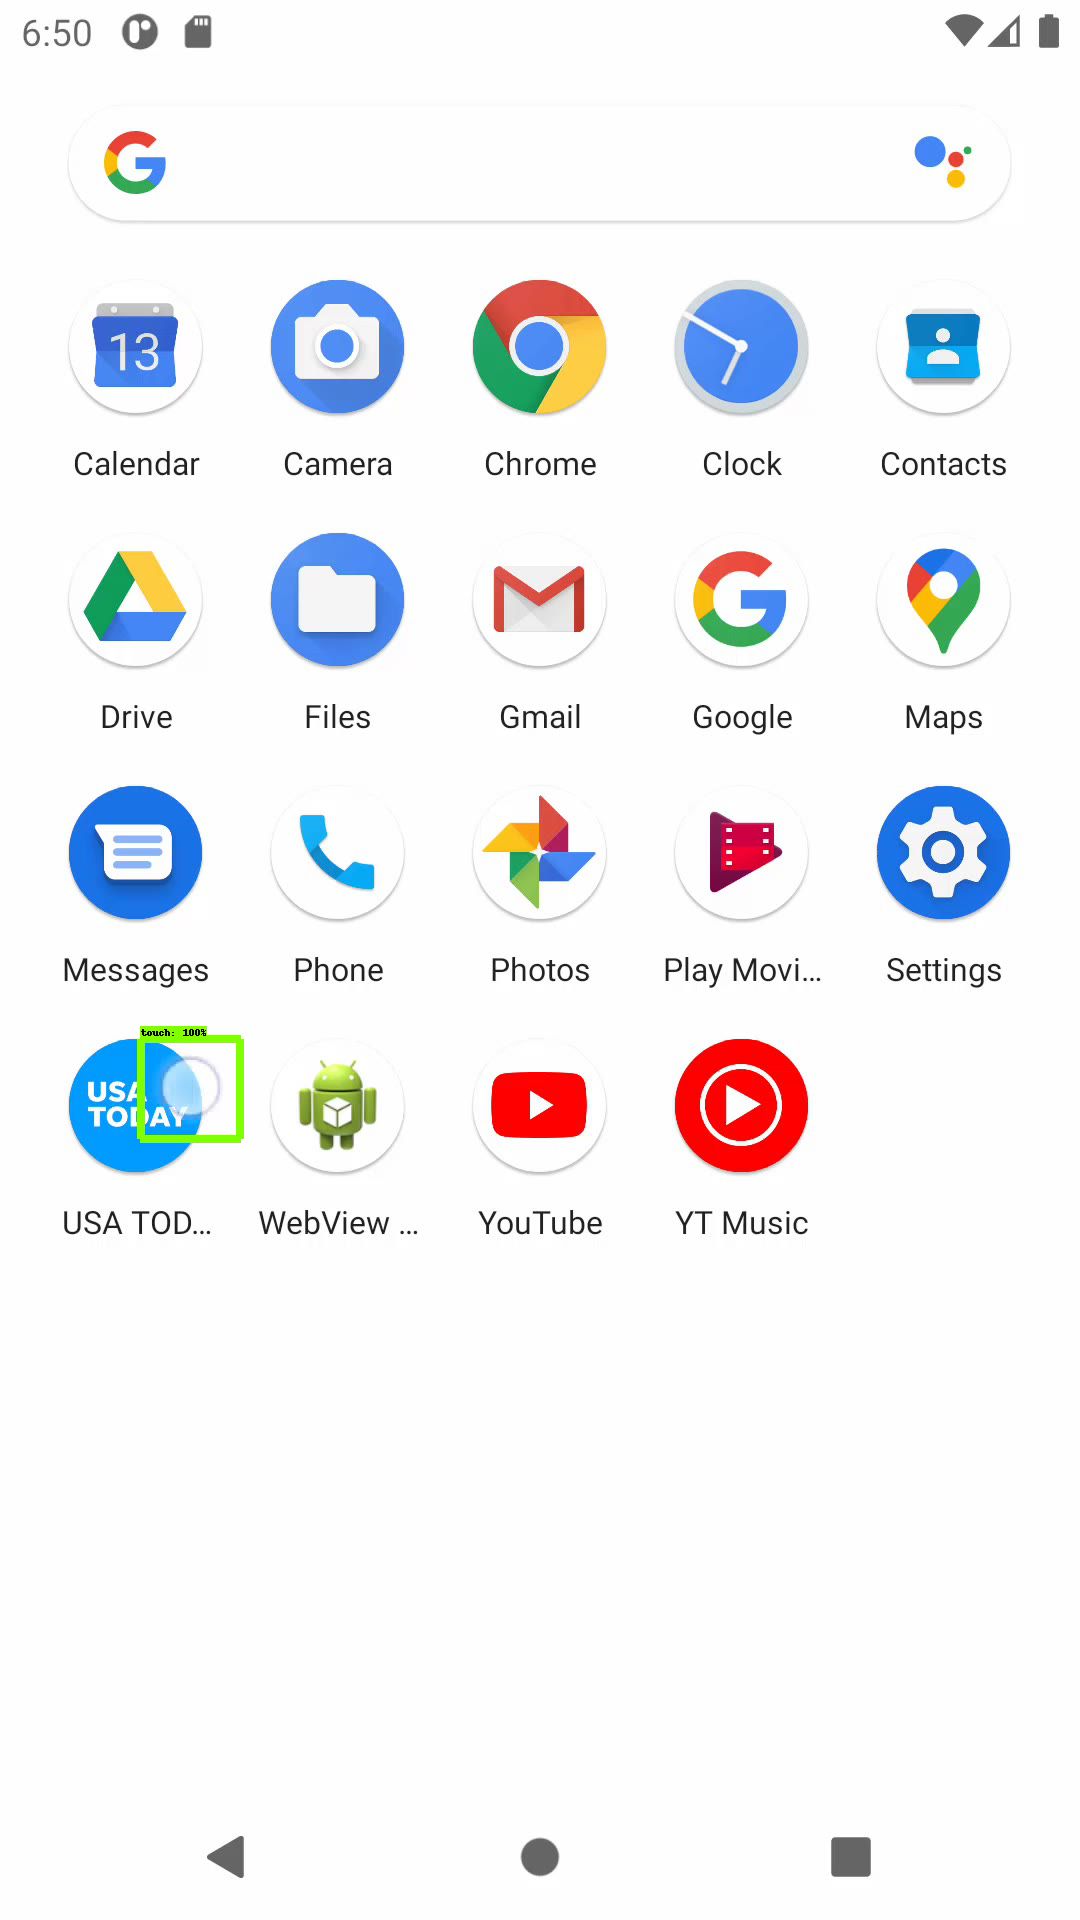 6:50
G
13
Calendar
Camera
Chrome
Clock
Contacts
Drive
Files
Gmail
Google
Maps
Messages
Phone
Photos
Play Movi...
Settings
touch: 100%
USA
TODAY
USA TOD...
WebView ...
YouTube
YT Music